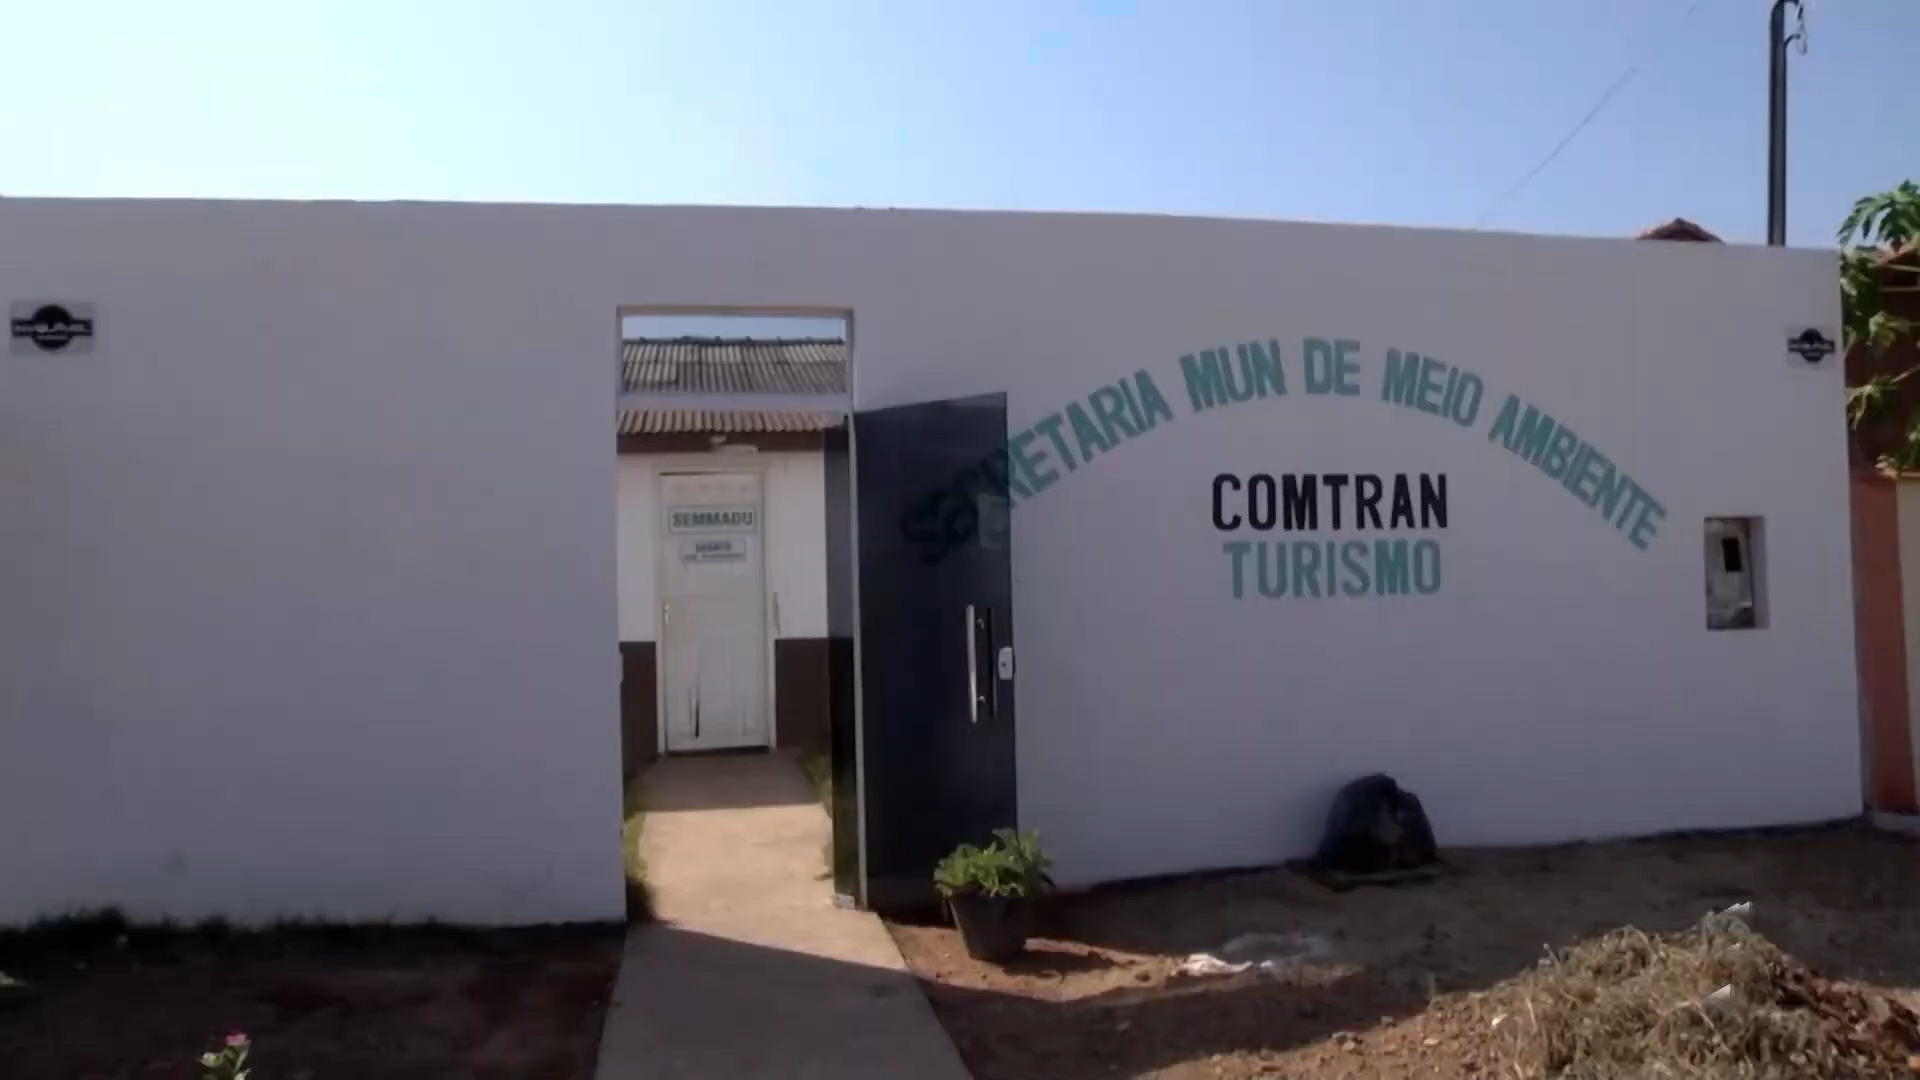 SECRETARIA MUN DE MEIO AMBIENTE
COMTRAN
TURISMO
SEMMADU